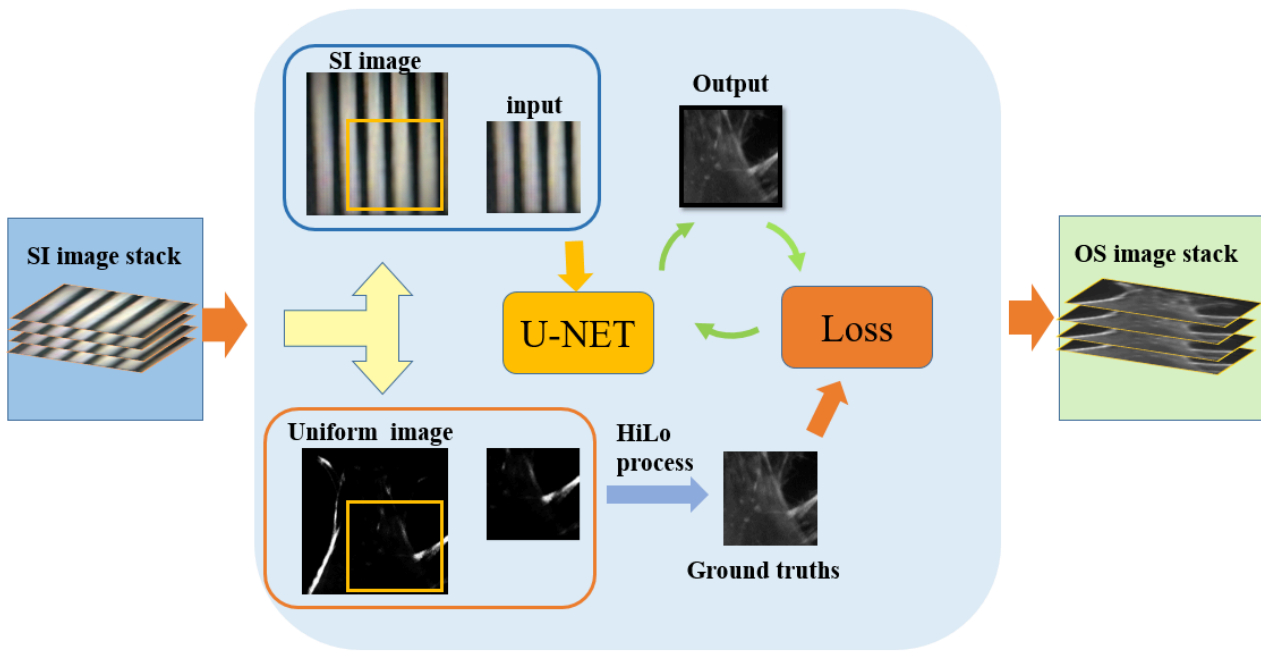 SI image stack
SI image
input
Output
U-NET
Loss
Uniform image
HiLo
process
Ground truths
OS image stack